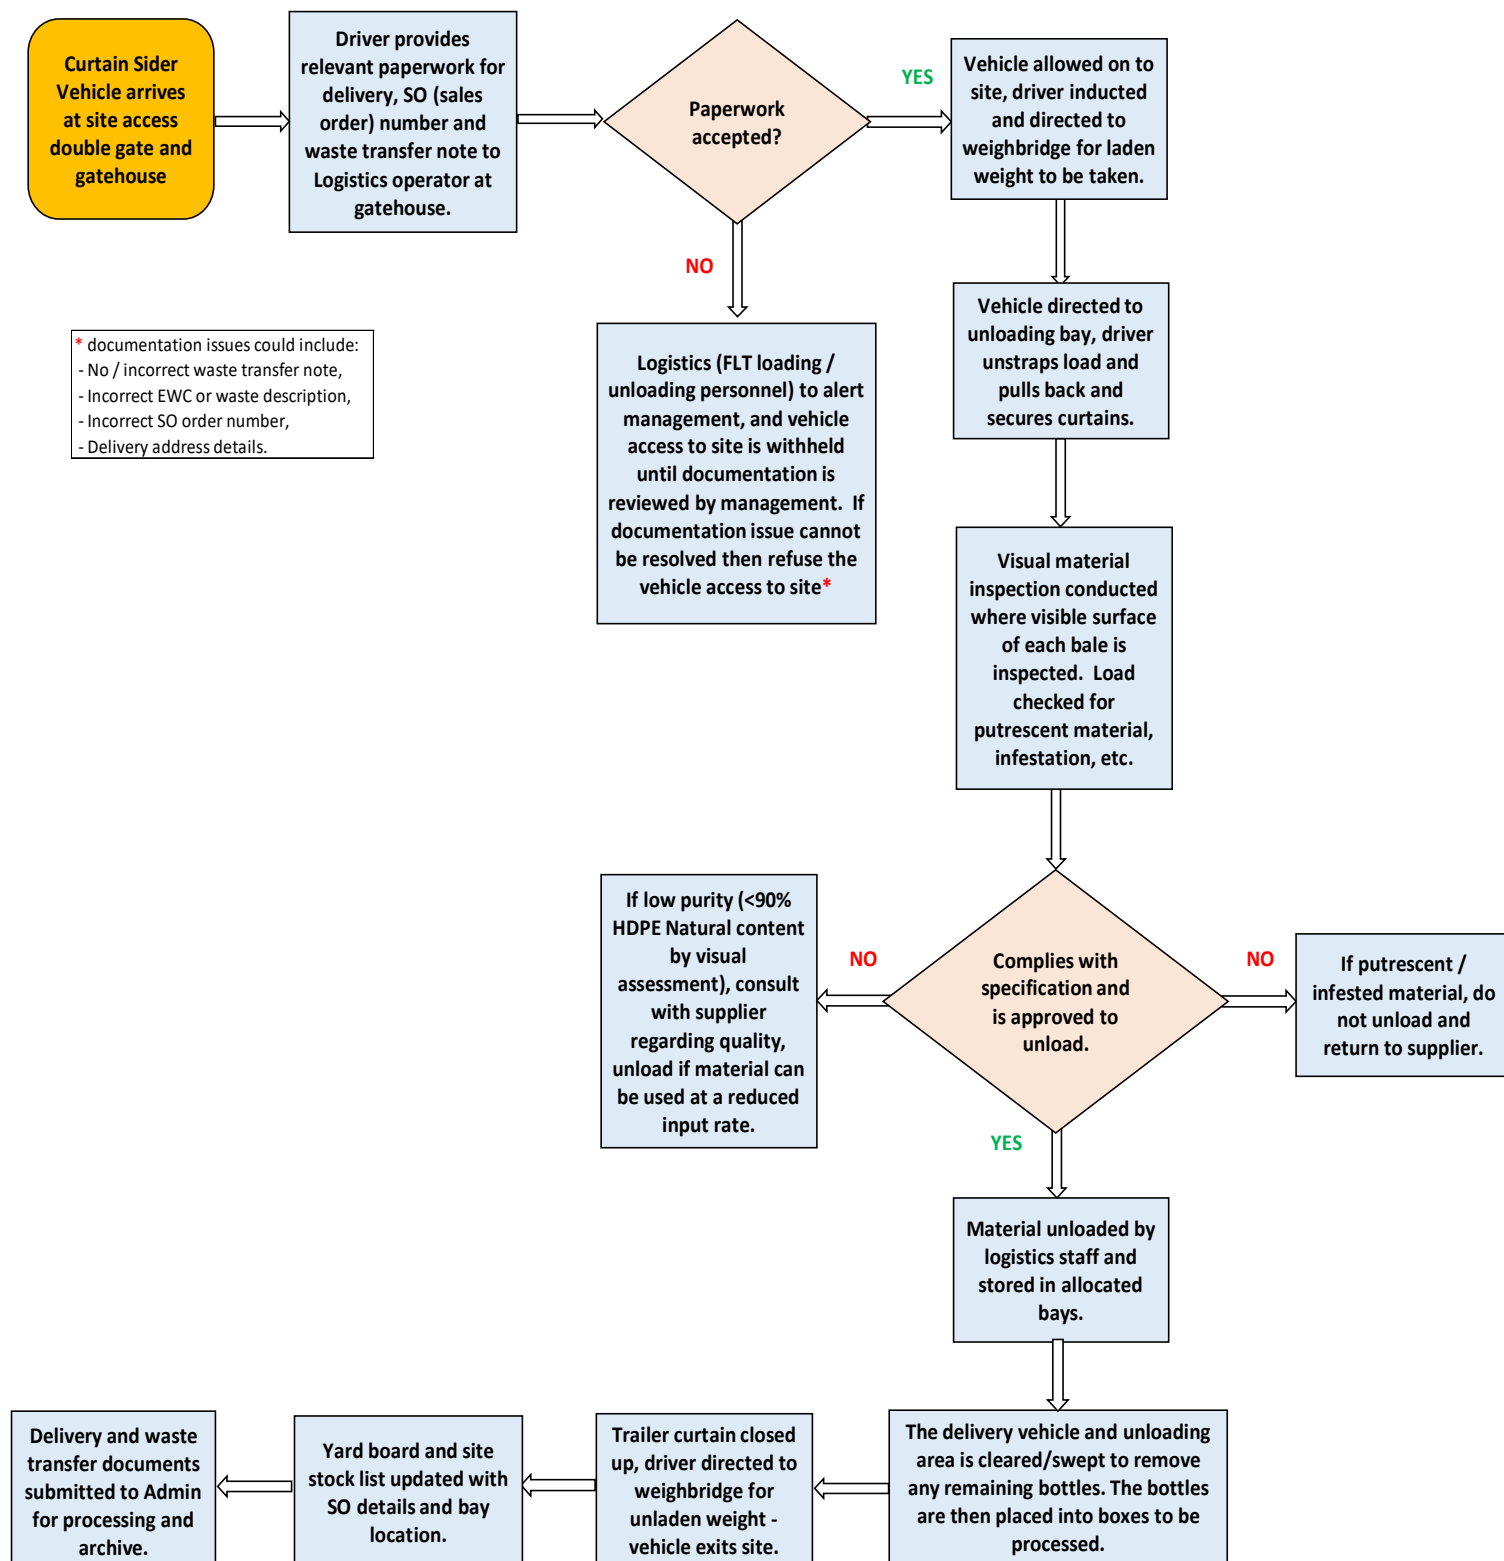 Curtain Sider
Vehicle arrives
at site access
double gate and
gatehouse
Driver provides
relevant paperwork for
delivery, SO (sales
order) number and
waste transfer note to
Logistics operator at
gatehouse.
Paperwork
accepted?
YES
Vehicle allowed on to
site, driver inducted
and directed to
weighbridge for laden
weight to be taken.
NO
* documentation issues could include:
- No / incorrect waste transfer note,
- Incorrect EWC or waste description,
- Incorrect SO order number,
- Delivery address details.
Logistics (FLT loading /
unloading personnel) to alert
management, and vehicle
access to site is withheld
until documentation is
reviewed by management.  If
documentation issue cannot
be resolved then refuse the
vehicle access to site*
Vehicle directed to
unloading bay, driver
unstraps load and
pulls back and
secures curtains.
Visual material
inspection conducted
where visible surface
of each bale is
inspected.  Load
checked for
putrescent material,
infestation, etc.
If low purity (<90%
HDPE Natural content
by visual
assessment), consult
with supplier
regarding quality,
unload if material can
be used at a reduced
input rate.
NO
Complies with
specification and
is approved to
unload.
NO
If putrescent /
infested material, do
not unload and
return to supplier.
YES
Material unloaded by
logistics staff and
stored in allocated
bays.
The delivery vehicle and unloading
area is cleared/swept to remove
any remaining bottles. The bottles
are then placed into boxes to be
processed.
Trailer curtain closed
up, driver directed to
weighbridge for
unladen weight -
vehicle exits site.
Yard board and site
stock list updated with
SO details and bay
location.
Delivery and waste
transfer documents
submitted to Admin
for processing and
archive.